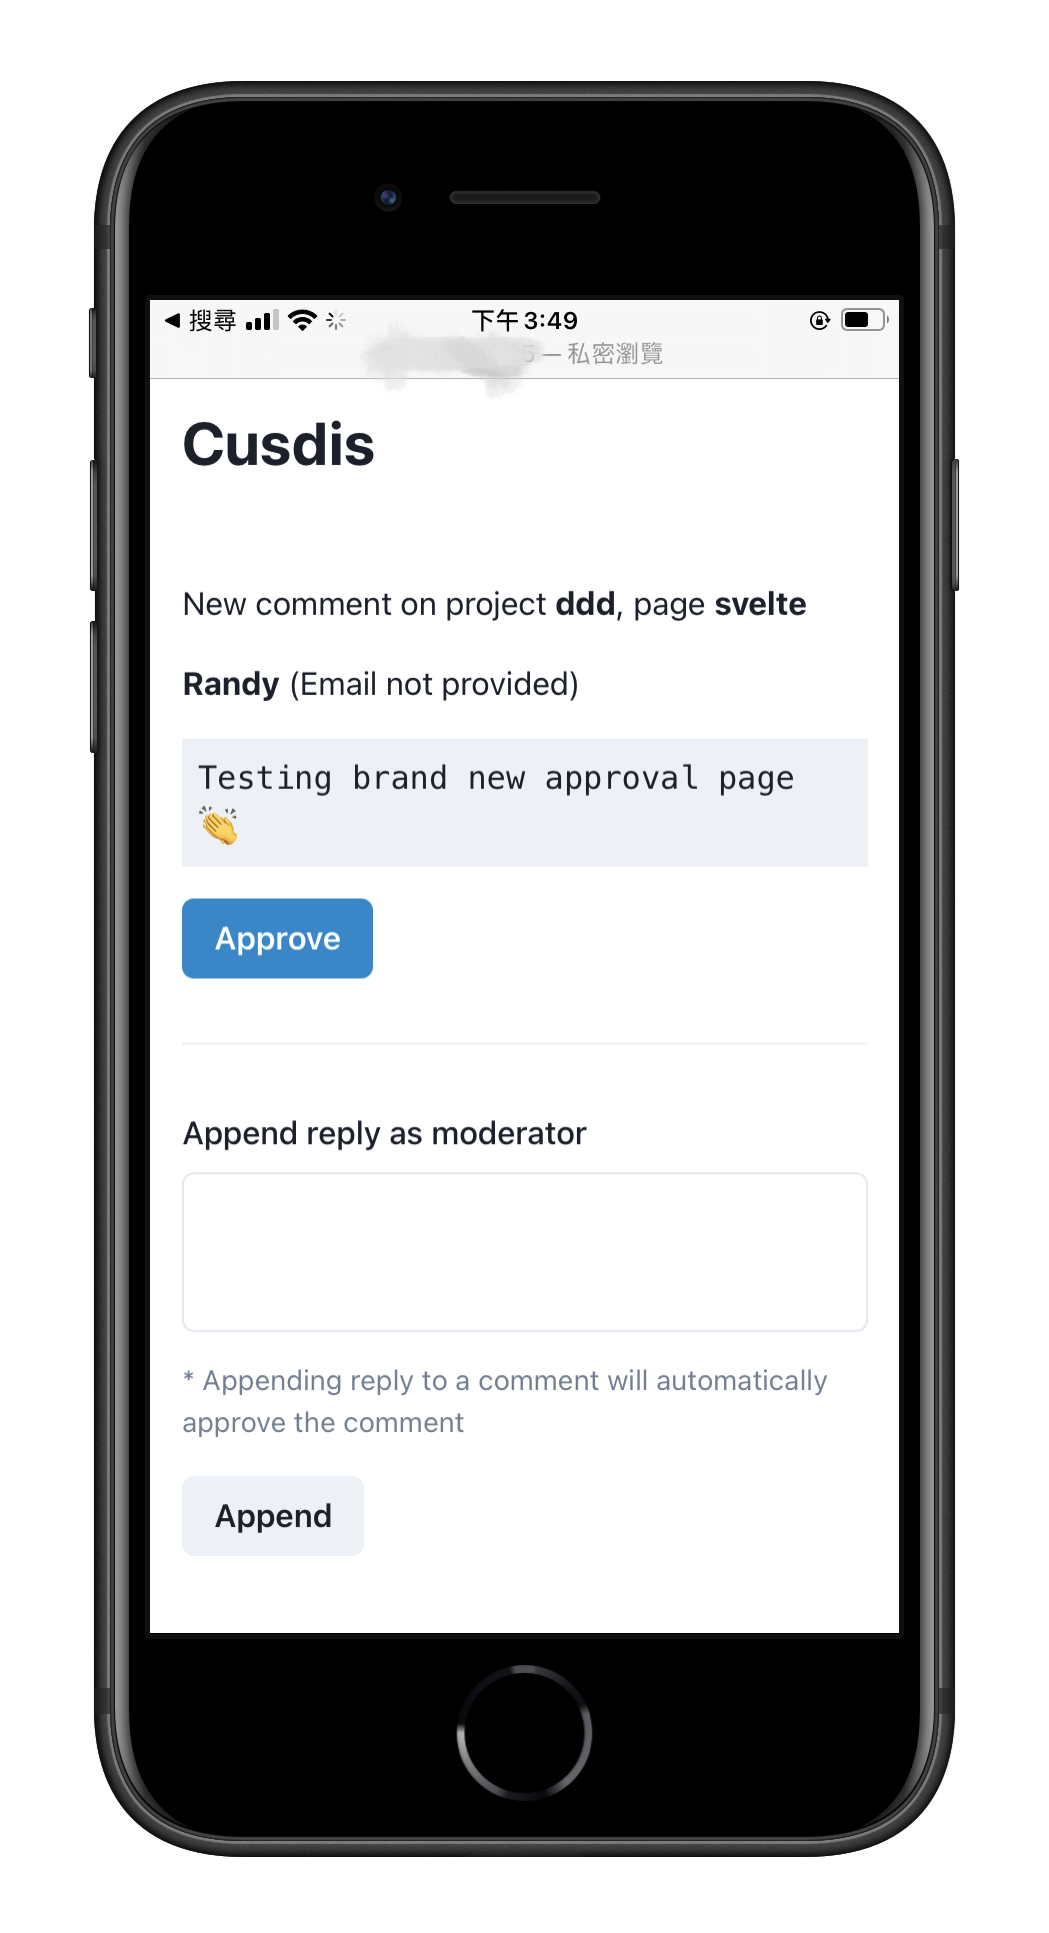 ◀ 搜尋 下午3:49
— 私密瀏覽
Cusdis
New comment on project ddd, page svelte
Randy (Email not provided)
Testing brand new approval page
👏
Approve
Append reply as moderator
* Appending reply to a comment will automatically
approve the comment
Append